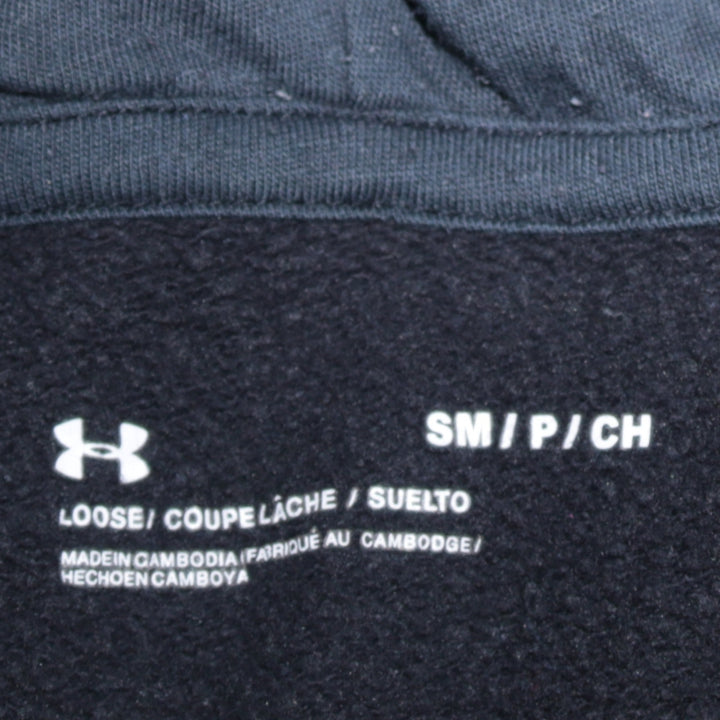 SM / P / CH
LOOSE / COUPE LÂCHE / SUELTO
MADE IN CAMBODIA / FABRIQUÉ AU CAMBODGE /
HECHO EN CAMBOYA